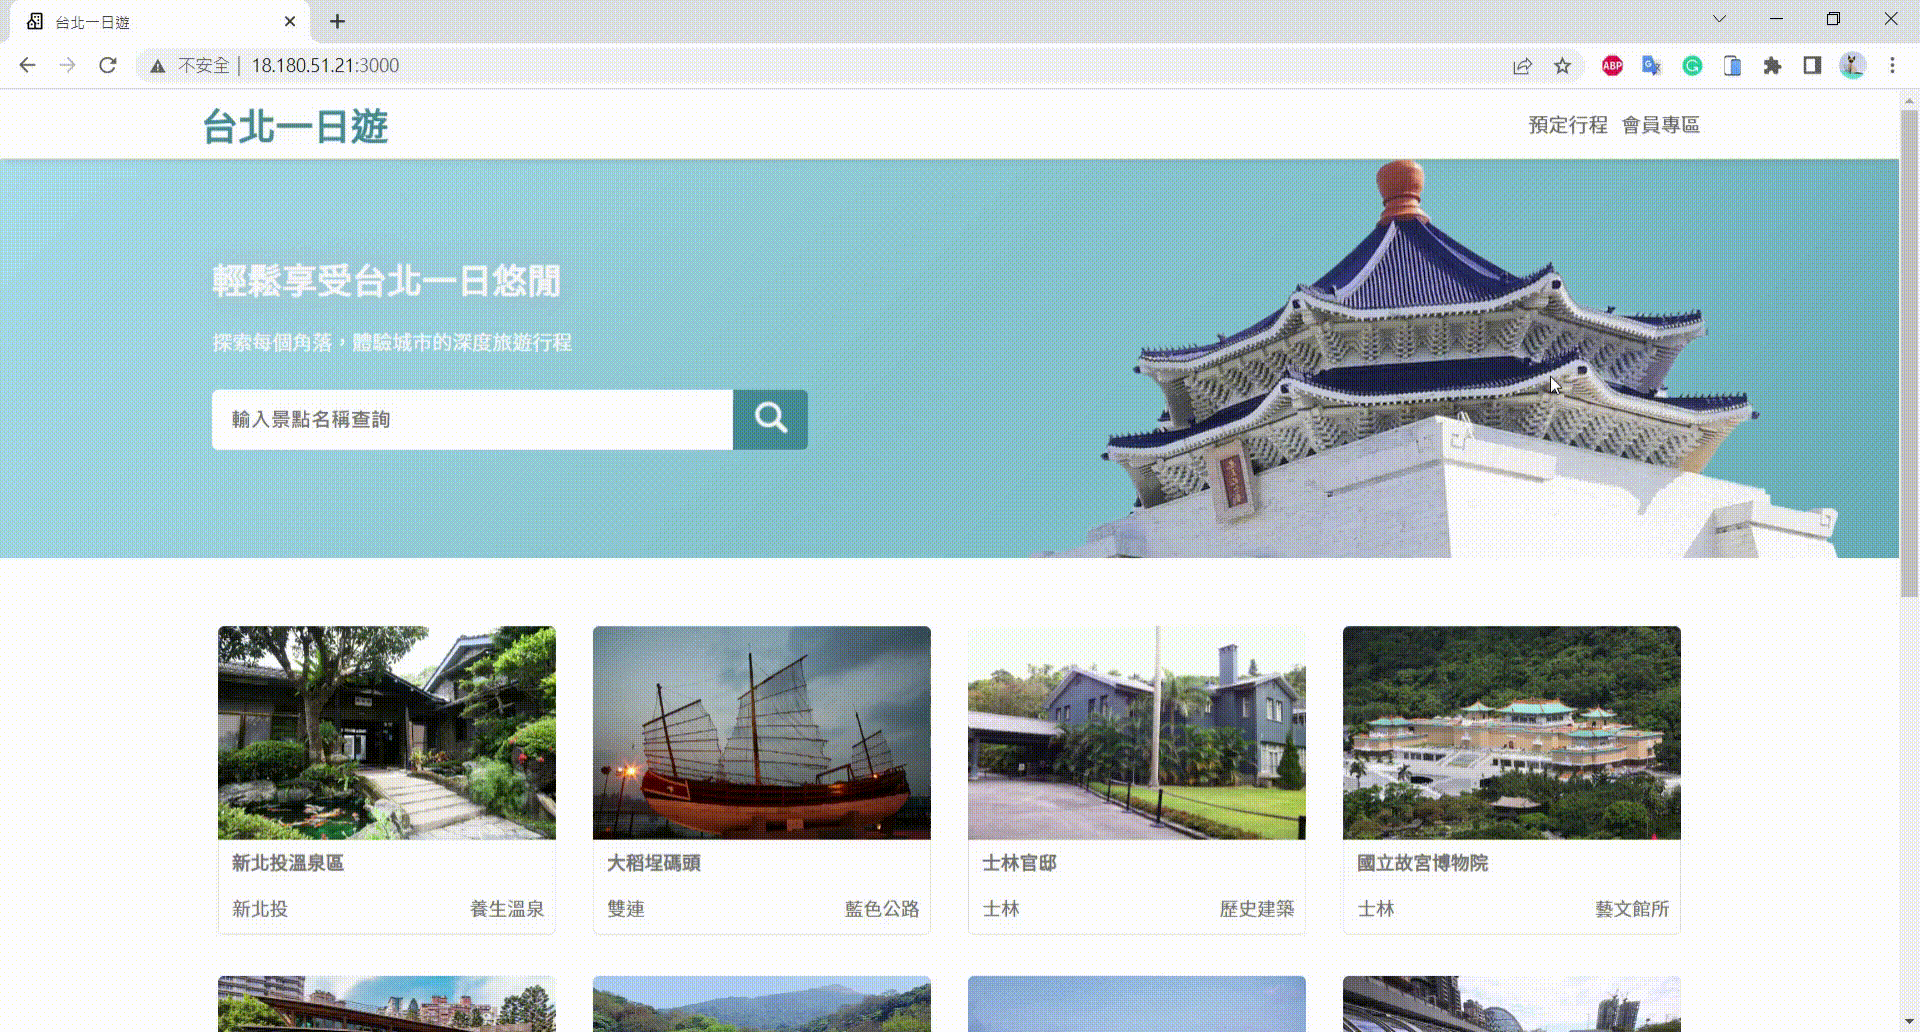 台北一日遊
不安全
18.180.51.21:3000
ABP
台北一日遊
預定行程 會員專區
輕鬆享受台北一日悠閒
探索每個角落，體驗城市的深度旅遊行程
輸入景點名稱查詢
新北投溫泉區
新北投 養生溫泉
大稻埕碼頭
雙連 藍色公路
士林官邸
士林 歷史建築
國立故宮博物院
士林 藝文館所